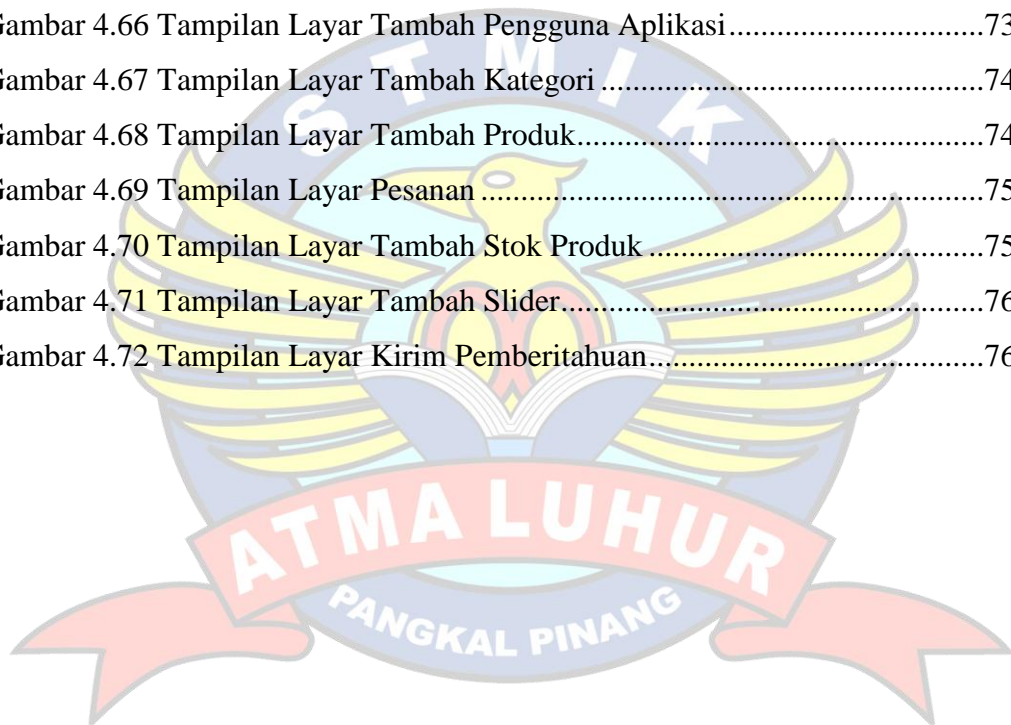 Gambar 4.66 Tampilan Layar Tambah Pengguna Aplikasi...............................73
Gambar 4.67 Tampilan Layar Tambah Kategori...............................................74
Gambar 4.68 Tampilan Layar Tambah Produk..................................................74
Gambar 4.69 Tampilan Layar Pesanan..............................................................75
Gambar 4.70 Tampilan Layar Tambah Stok Produk.........................................75
Gambar 4.71 Tampilan Layar Tambah Slider....................................................76
Gambar 4.72 Tampilan Layar Kirim Pemberitahuan.........................................76
STMIK
ATMA LUHUR
PANGKAL PINANG